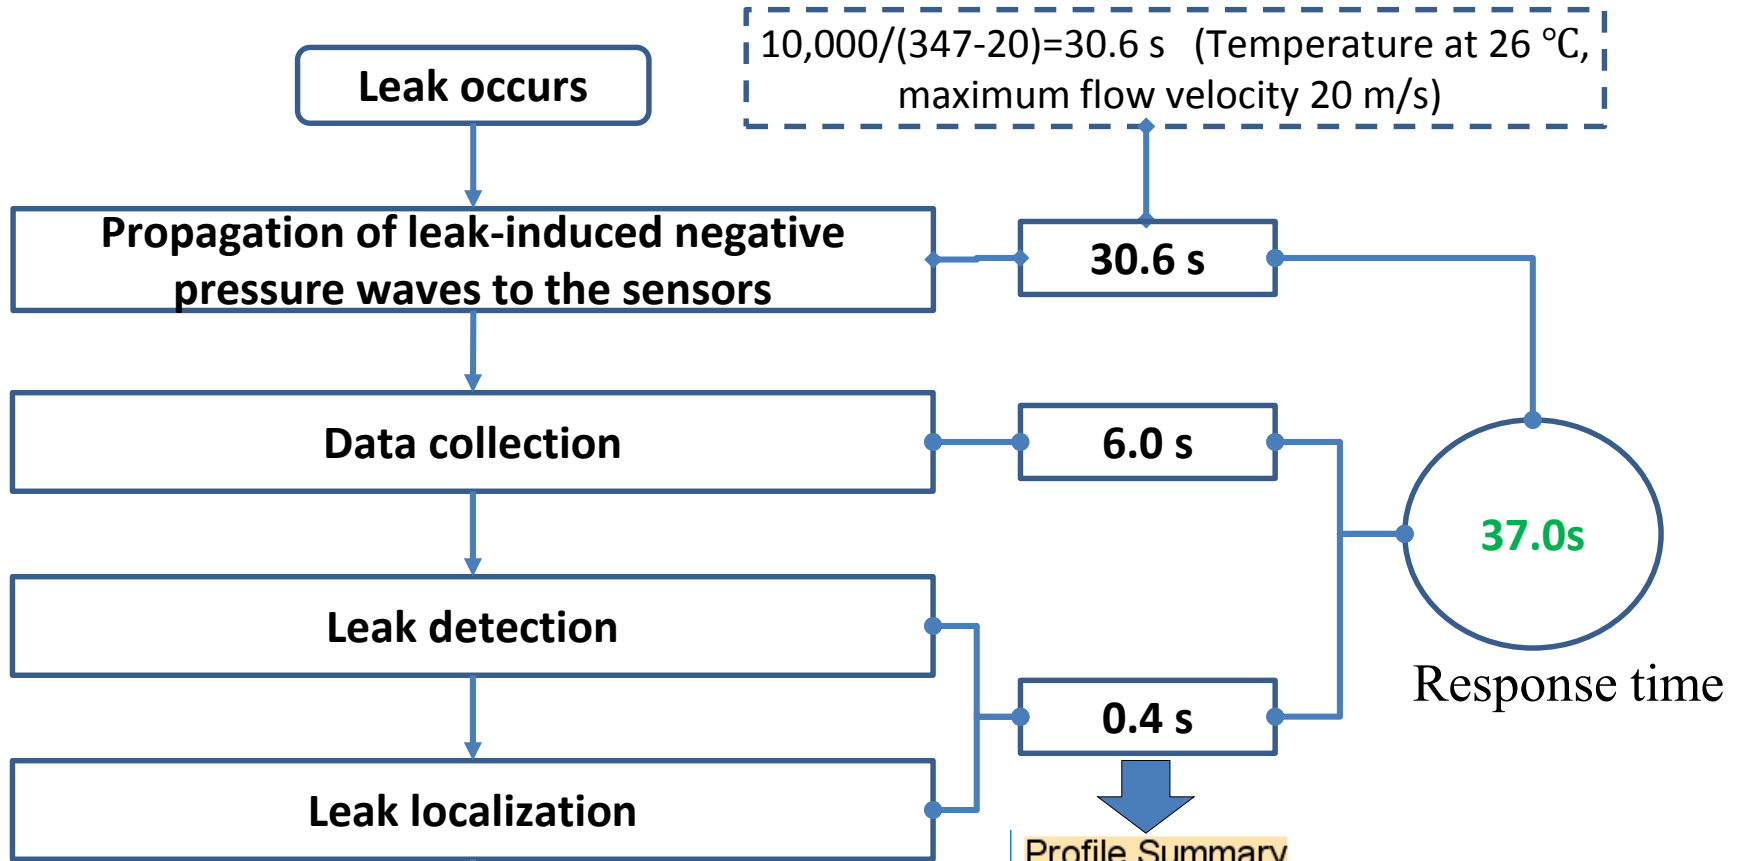 Leak occurs
10,000/(347-20)=30.6 s (Temperature at 26 ℃,
maximum flow velocity 20 m/s)
Propagation of leak-induced negative
pressure waves to the sensors
30.6 s
Data collection
6.0 s
37.0s
Response time
Leak detection
0.4 s
Leak localization
Profile Summary